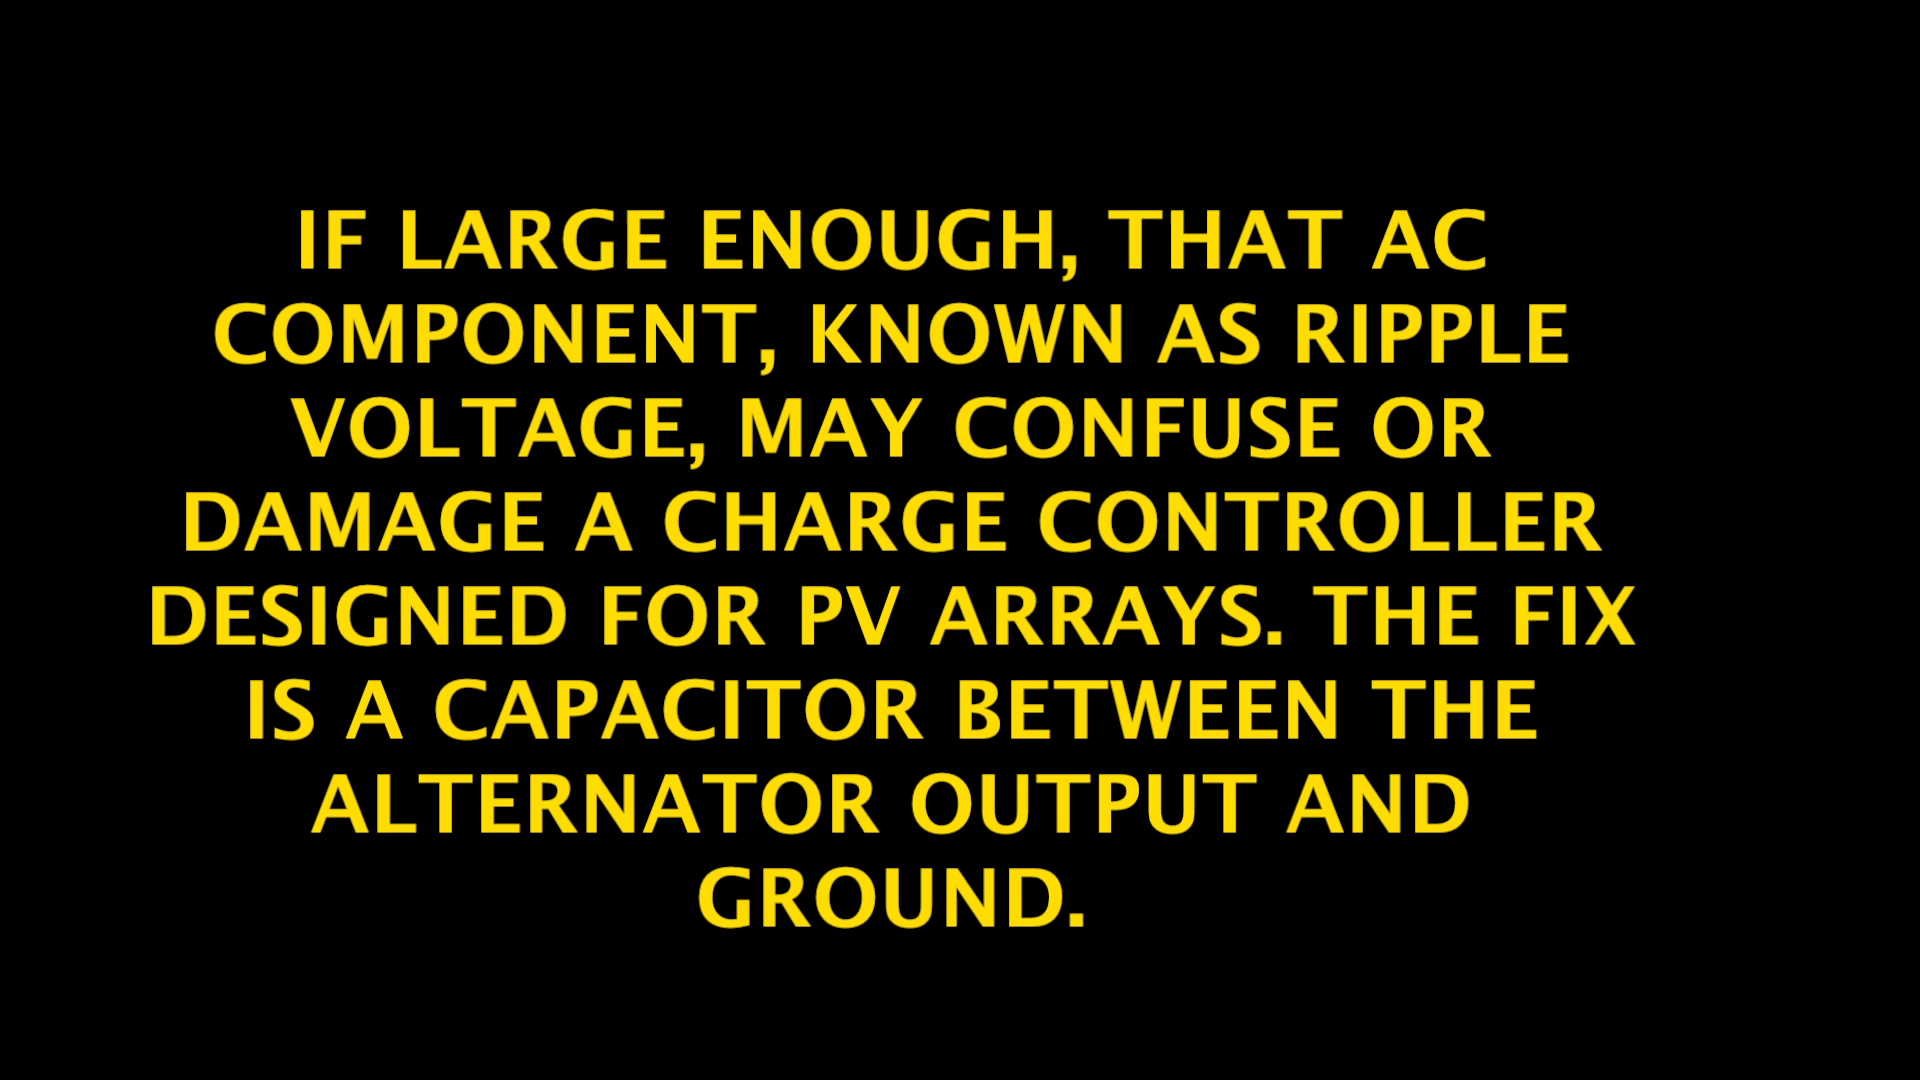 IF LARGE ENOUGH, THAT AC
COMPONENT, KNOWN AS RIPPLE
VOLTAGE, MAY CONFUSE OR
DAMAGE A CHARGE CONTROLLER
DESIGNED FOR PV ARRAYS. THE FIX
IS A CAPACITOR BETWEEN THE
ALTERNATOR OUTPUT AND
GROUND.